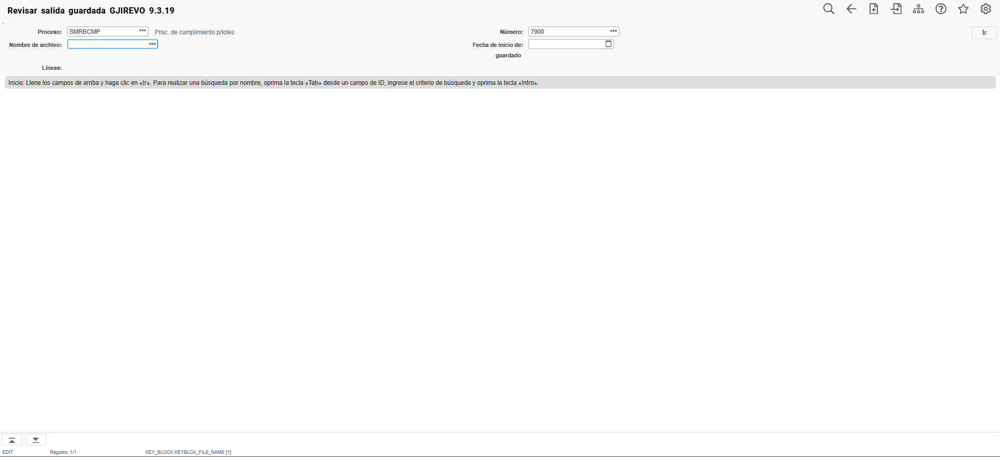 Revisar salida guardada GJIREVO 9.3.19
.
Proceso: SMRBCMP ••• Proc. de cumplimiento p/lotes Número: 7900 ••• Ir
Nombre de archivo: ••• Fecha de inicio de:
guardado
Líneas:
Inicio: Llene los campos de arriba y haga clic en «Ir». Para realizar una búsqueda por nombre, oprima la tecla «Tab» desde un campo de ID, ingrese el criterio de búsqueda y oprima la tecla «Intro».
EDIT Registro: 1/1 KEY_BLOCK.KEYBLCK_FILE_NAME [1]